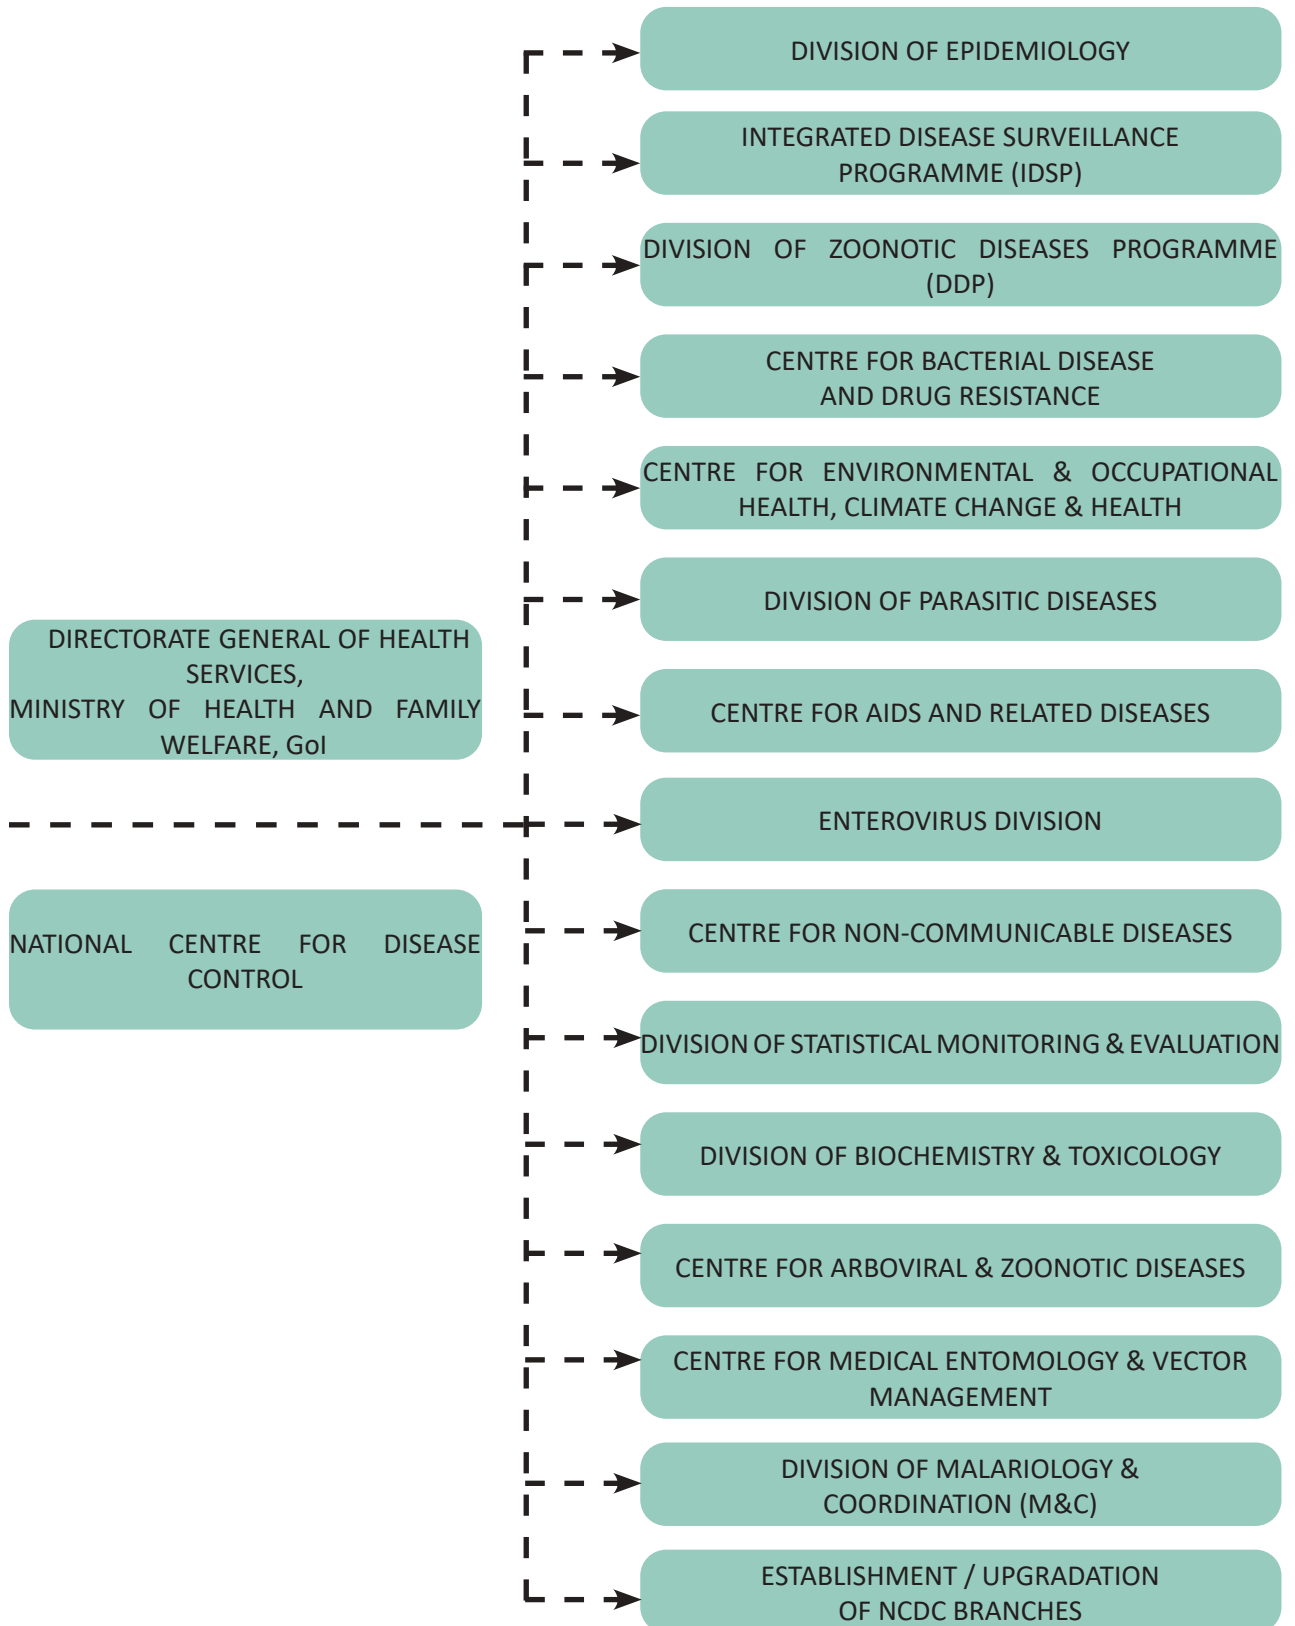 DIRECTORATE GENERAL OF HEALTH
SERVICES,
MINISTRY OF HEALTH AND FAMILY
WELFARE, GoI
NATIONAL CENTRE FOR DISEASE
CONTROL
DIVISION OF EPIDEMIOLOGY
INTEGRATED DISEASE SURVEILLANCE
PROGRAMME (IDSP)
DIVISION OF ZOONOTIC DISEASES PROGRAMME
(DDP)
CENTRE FOR BACTERIAL DISEASE
AND DRUG RESISTANCE
CENTRE FOR ENVIRONMENTAL & OCCUPATIONAL
HEALTH, CLIMATE CHANGE & HEALTH
DIVISION OF PARASITIC DISEASES
CENTRE FOR AIDS AND RELATED DISEASES
ENTEROVIRUS DIVISION
CENTRE FOR NON-COMMUNICABLE DISEASES
DIVISION OF STATISTICAL MONITORING & EVALUATION
DIVISION OF BIOCHEMISTRY & TOXICOLOGY
CENTRE FOR ARBOVIRAL & ZOONOTIC DISEASES
CENTRE FOR MEDICAL ENTOMOLOGY & VECTOR
MANAGEMENT
DIVISION OF MALARIOLOGY &
COORDINATION (M&C)
ESTABLISHMENT / UPGRADATION
OF NCDC BRANCHES